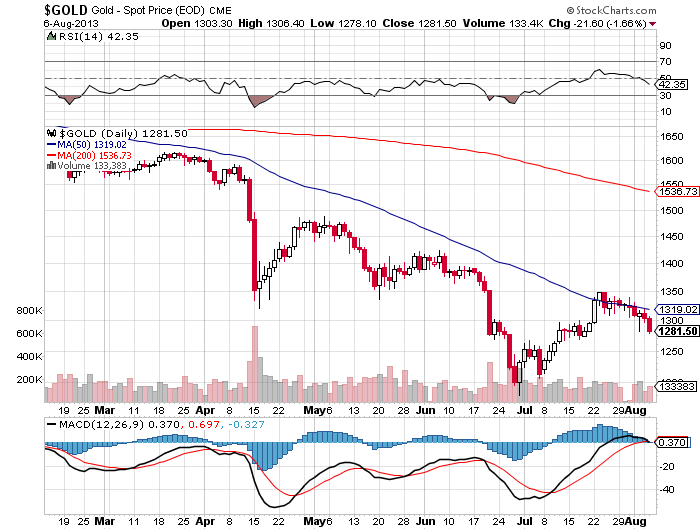 $GOLD Gold - Spot Price (EOD) CME © StockCharts.com
6-Aug-2013 Open 1303.30 High 1306.40 Low 1278.10 Close 1281.50 Volume 133.4K Chg -21.60 (-1.66%)
RSI(14) 42.35
90
70
50
42.35
30
10
$GOLD (Daily) 1281.50
MA(50) 1319.02
MA(200) 1536.73
Volume 133,383
1650
1600
1550
1536.73
1500
1450
1400
1350
1319.02
1300
1281.50
1250
133383
800K
600K
400K
200K
19 25 Mar 11 18 25 Apr 8 15 22 May 6 13 20 28 Jun 10 17 24 Jul 8 15 22 29 Aug
MACD(12,26,9) 0.370, 0.697, -0.327
0.370
-20
-40
19 25 Mar 11 18 25 Apr 8 15 22 May 6 13 20 28 Jun 10 17 24 Jul 8 15 22 29 Aug